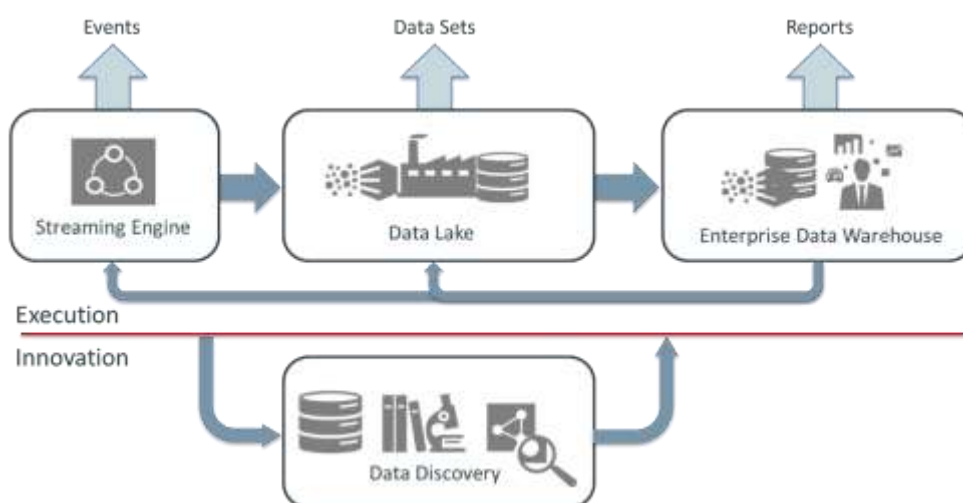 Events
Data Sets
Reports
Streaming Engine
Data Lake
Enterprise Data Warehouse
Execution
Innovation
Data Discovery